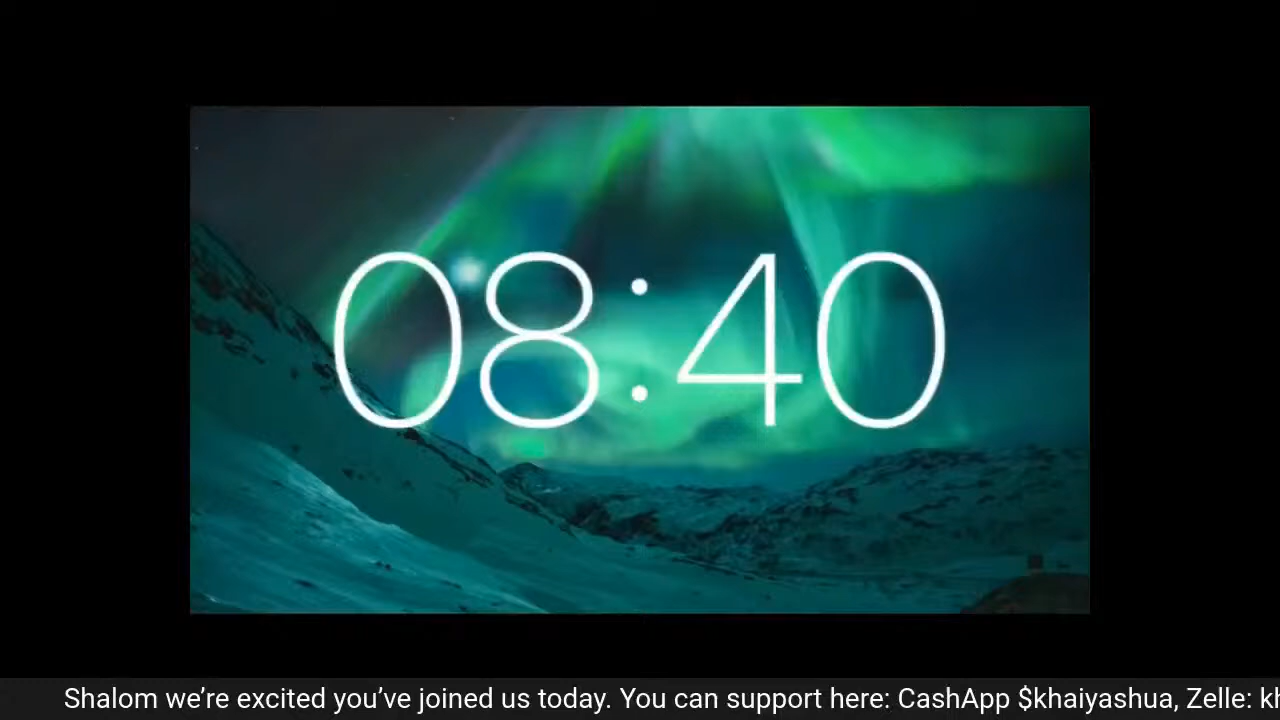 08:40
Shalom we’re excited you’ve joined us today. You can support here: CashApp $khaiyashua, Zelle: